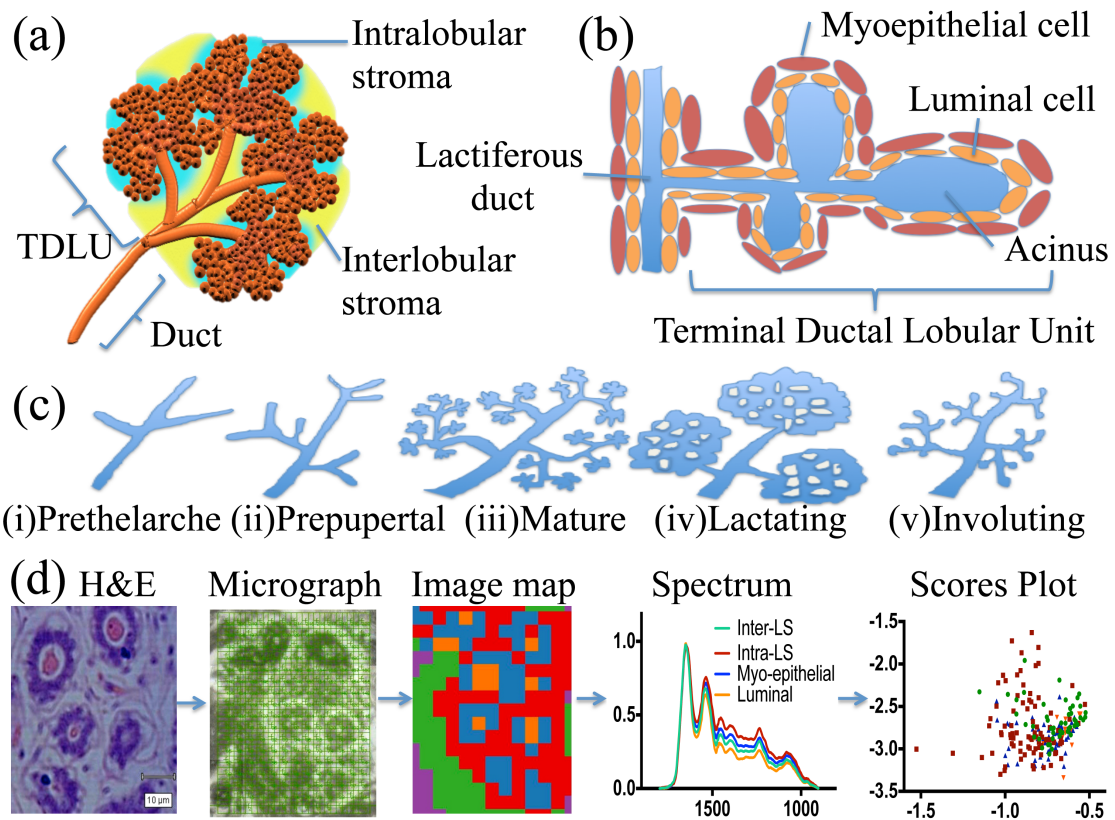 (a)
Intralobular
stroma
TDLU
Interlobular
stroma
Duct
(b)
Myoepithelial cell
Luminal cell
Lactiferous
duct
Acinus
Terminal Ductal Lobular Unit
(c)
(i)Prethelarche (ii)Prepupertal (iii)Mature (iv)Lactating (v)Involuting
(d)
H&E
Micrograph
Image map
Spectrum
Scores Plot
10 µm
1.0
0.5
0.0
Inter-LS
Intra-LS
Myo-epithelial
Luminal
1500 1000
-1.5
-2.0
-2.5
-3.0
-3.5
-1.5 -1.0 -0.5